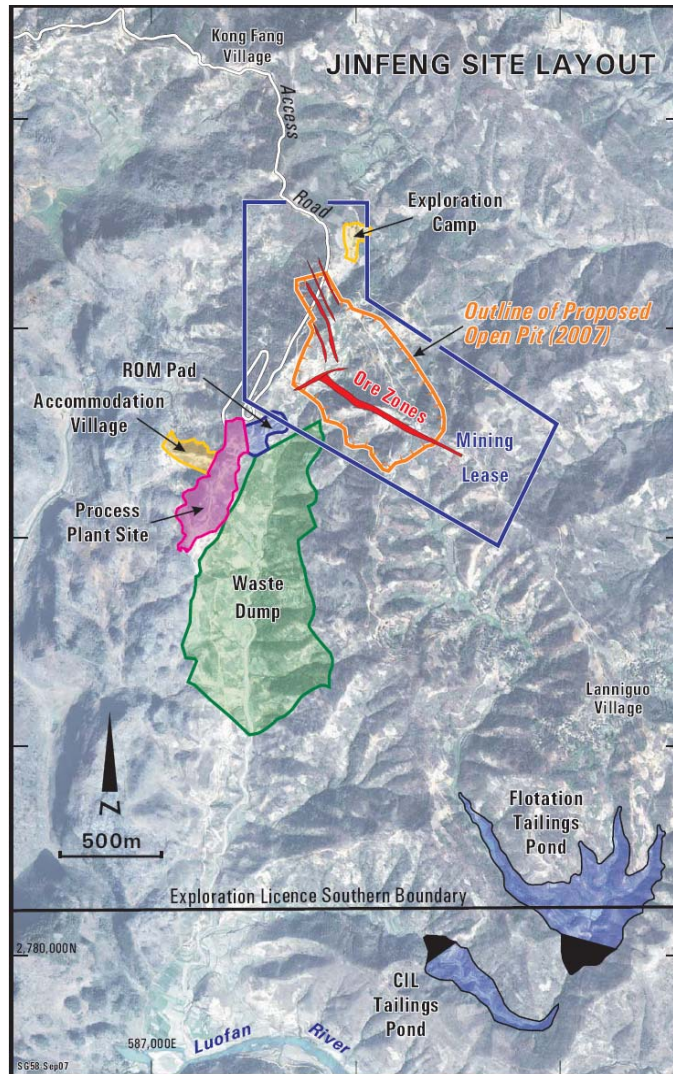 Kong Fang
Village
JINFENG SITE LAYOUT
Access
Road
Exploration
Camp
Outline of Proposed
Open Pit (2007)
ROM Pad
Ore Zones
Accommodation
Village
Mining
Lease
Process
Plant Site
Waste
Dump
Lanniguo
Village
N
500m
Flotation
Tailings
Pond
Exploration Licence Southern Boundary
2,780,000N
CIL
Tailings
Pond
587,000E
Luofan River
SG58 Sep07